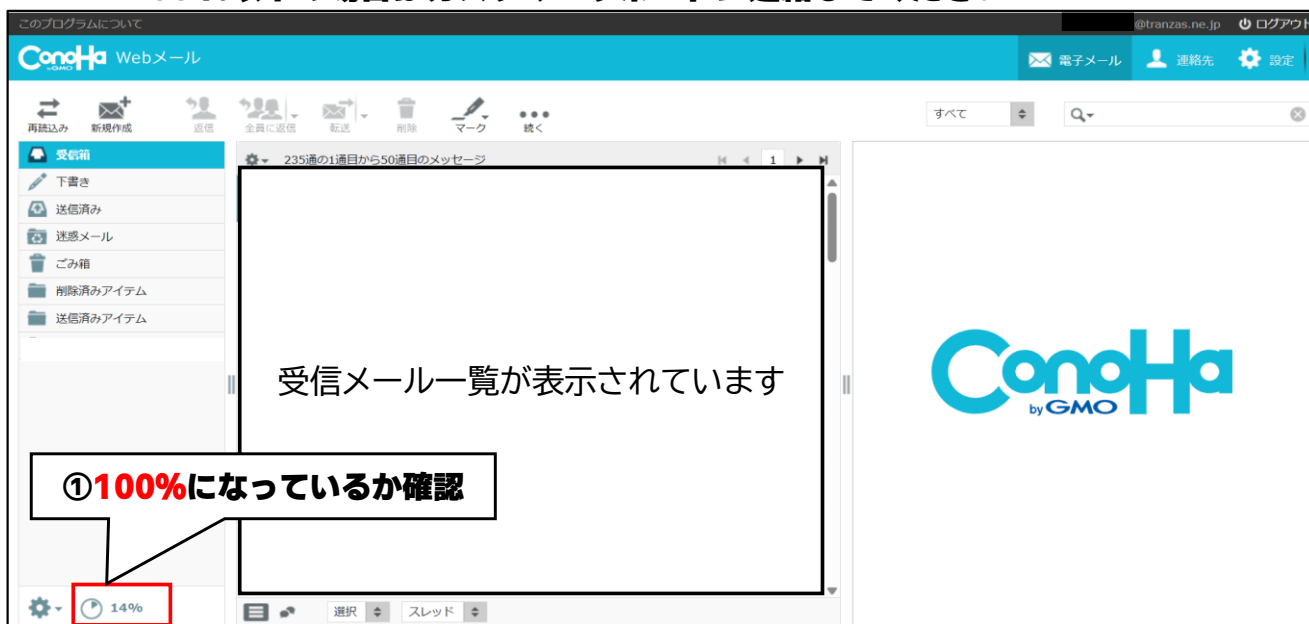 このプログラムについて
@tranzas.ne.jp ログアウト
ConoHa by GMO Webメール
電子メール 連絡先 設定
再読込み 新規作成 返信 全員に返信 転送 削除 マーク 続く
すべて
受信箱
235通の1通目から50通目のメッセージ
1
下書き
送信済み
迷惑メール
ごみ箱
削除済みアイテム
送信済みアイテム
受信メール一覧が表示されています
ConoHa
by GMO
①100%になっているか確認
14%
選択 スレッド